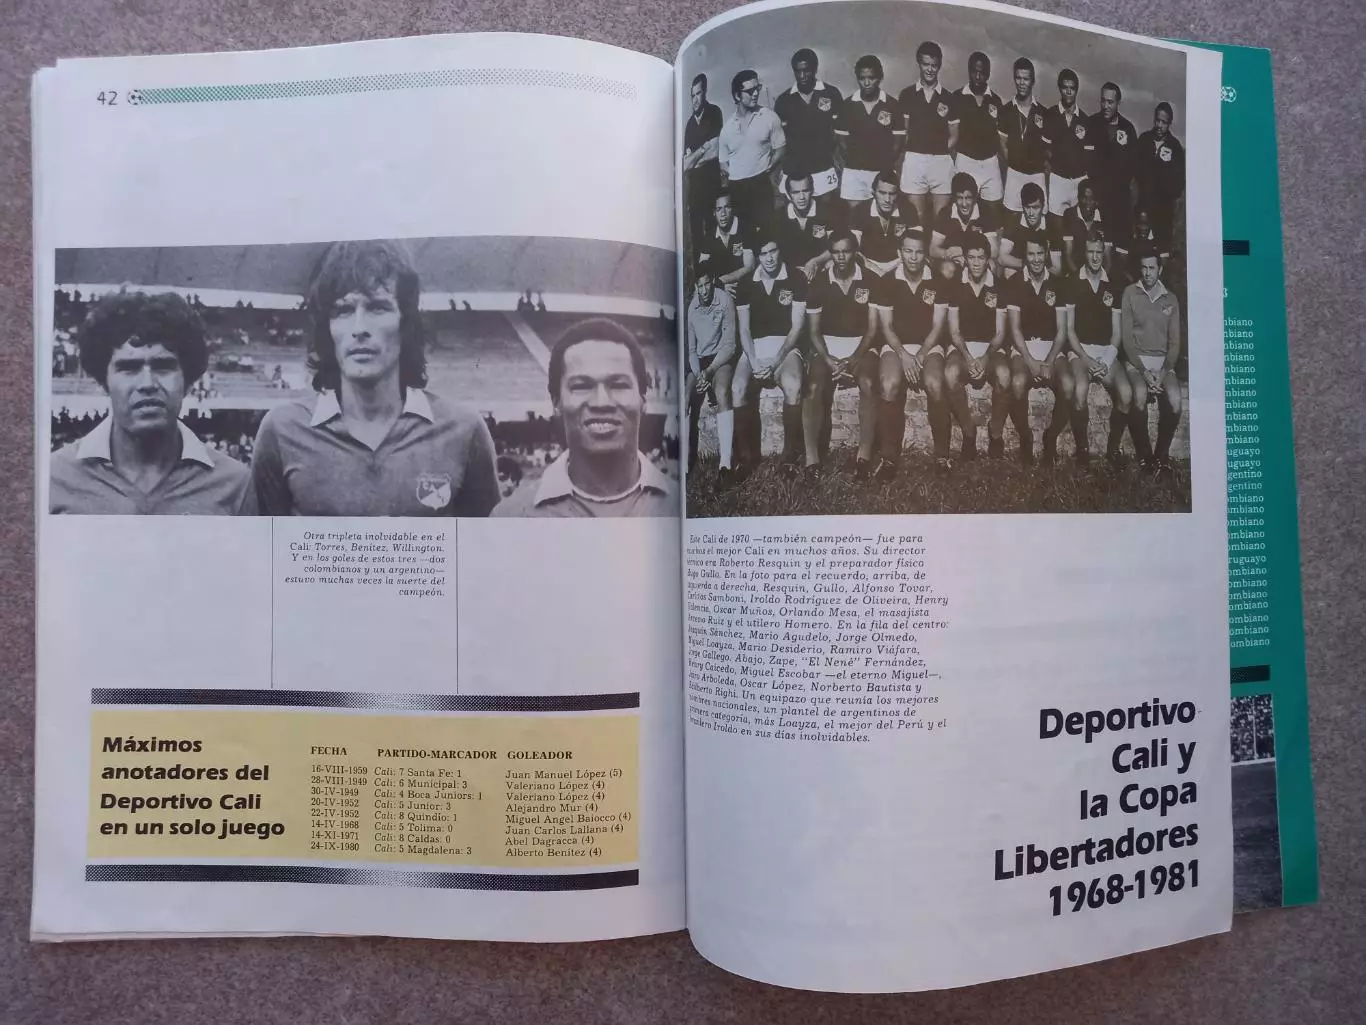 42
Otra tripleta inolvidable en el
Cali: Torres, Benítez, Willington.
Y en los goles de estos tres —dos
colombianos y un argentino—
estuvo muchas veces la suerte del
campeón.
Máximos
anotadores del
Deportivo Cali
en un solo juego
FECHA PARTIDO-MARCADOR GOLEADOR
16-VIII-1959 Cali: 7 Santa Fe: 1 Juan Manuel López (5)
28-VIII-1949 Cali: 6 Municipal: 3 Valeriano López (4)
30-IV-1949 Cali: 4 Boca Juniors: 1 Valeriano López (4)
20-IV-1952 Cali: 5 Junior: 3 Alejandro Mur (4)
22-IV-1952 Cali: 8 Quindío: 1 Miguel Angel Baiocco (4)
14-IV-1968 Cali: 5 Tolima: 0 Juan Carlos Lallana (4)
14-XI-1971 Cali: 8 Caldas: 0 Abel Dagracca (4)
24-IX-1980 Cali: 5 Magdalena: 3 Alberto Benítez (4)
25
Este Cali de 1970 —también campeón— fue para
muchos el mejor Cali en muchos años. Su director
técnico era Roberto Resquin y el preparador físico
Hugo Gullo. En la foto para el recuerdo, arriba, de
izquierda a derecha, Resquin, Gullo, Alfonso Tovar,
Carlitos Samboni, Iroldo Rodríguez de Oliveira, Henry
Valencia, Oscar Muños, Orlando Mesa, el masajista
Ruiz y el utilero Homero. En la fila del centro:
Joaquín Sánchez, Mario Agudelo, Jorge Olmedo,
Miguel Loayza, Mario Desiderio, Ramiro Viáfara,
Jorge Gallego. Abajo, Zape, "El Nené" Fernández,
Henry Caicedo, Miguel Escobar —el eterno Miguel—,
Jairo Arboleda, Oscar López, Norberto Bautista y
Edilberto Righi. Un equipazo que reunía los mejores
hombres nacionales, un plantel de argentinos de
primera categoría, más Loayza, el mejor del Perú y el
brasilero Iroldo en sus días inolvidables.
Deportivo
Cali y
la Copa
Libertadores
1968-1981